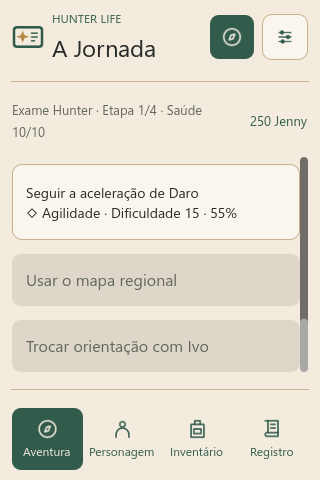 HUNTER LIFE
A Jornada
Exame Hunter · Etapa 1/4 · Saúde
10/10
250 Jenny
Seguir a aceleração de Daro
◇ Agilidade · Dificuldade 15 · 55%
Usar o mapa regional
Trocar orientação com Ivo
Aventura
Personagem
Inventário
Registro